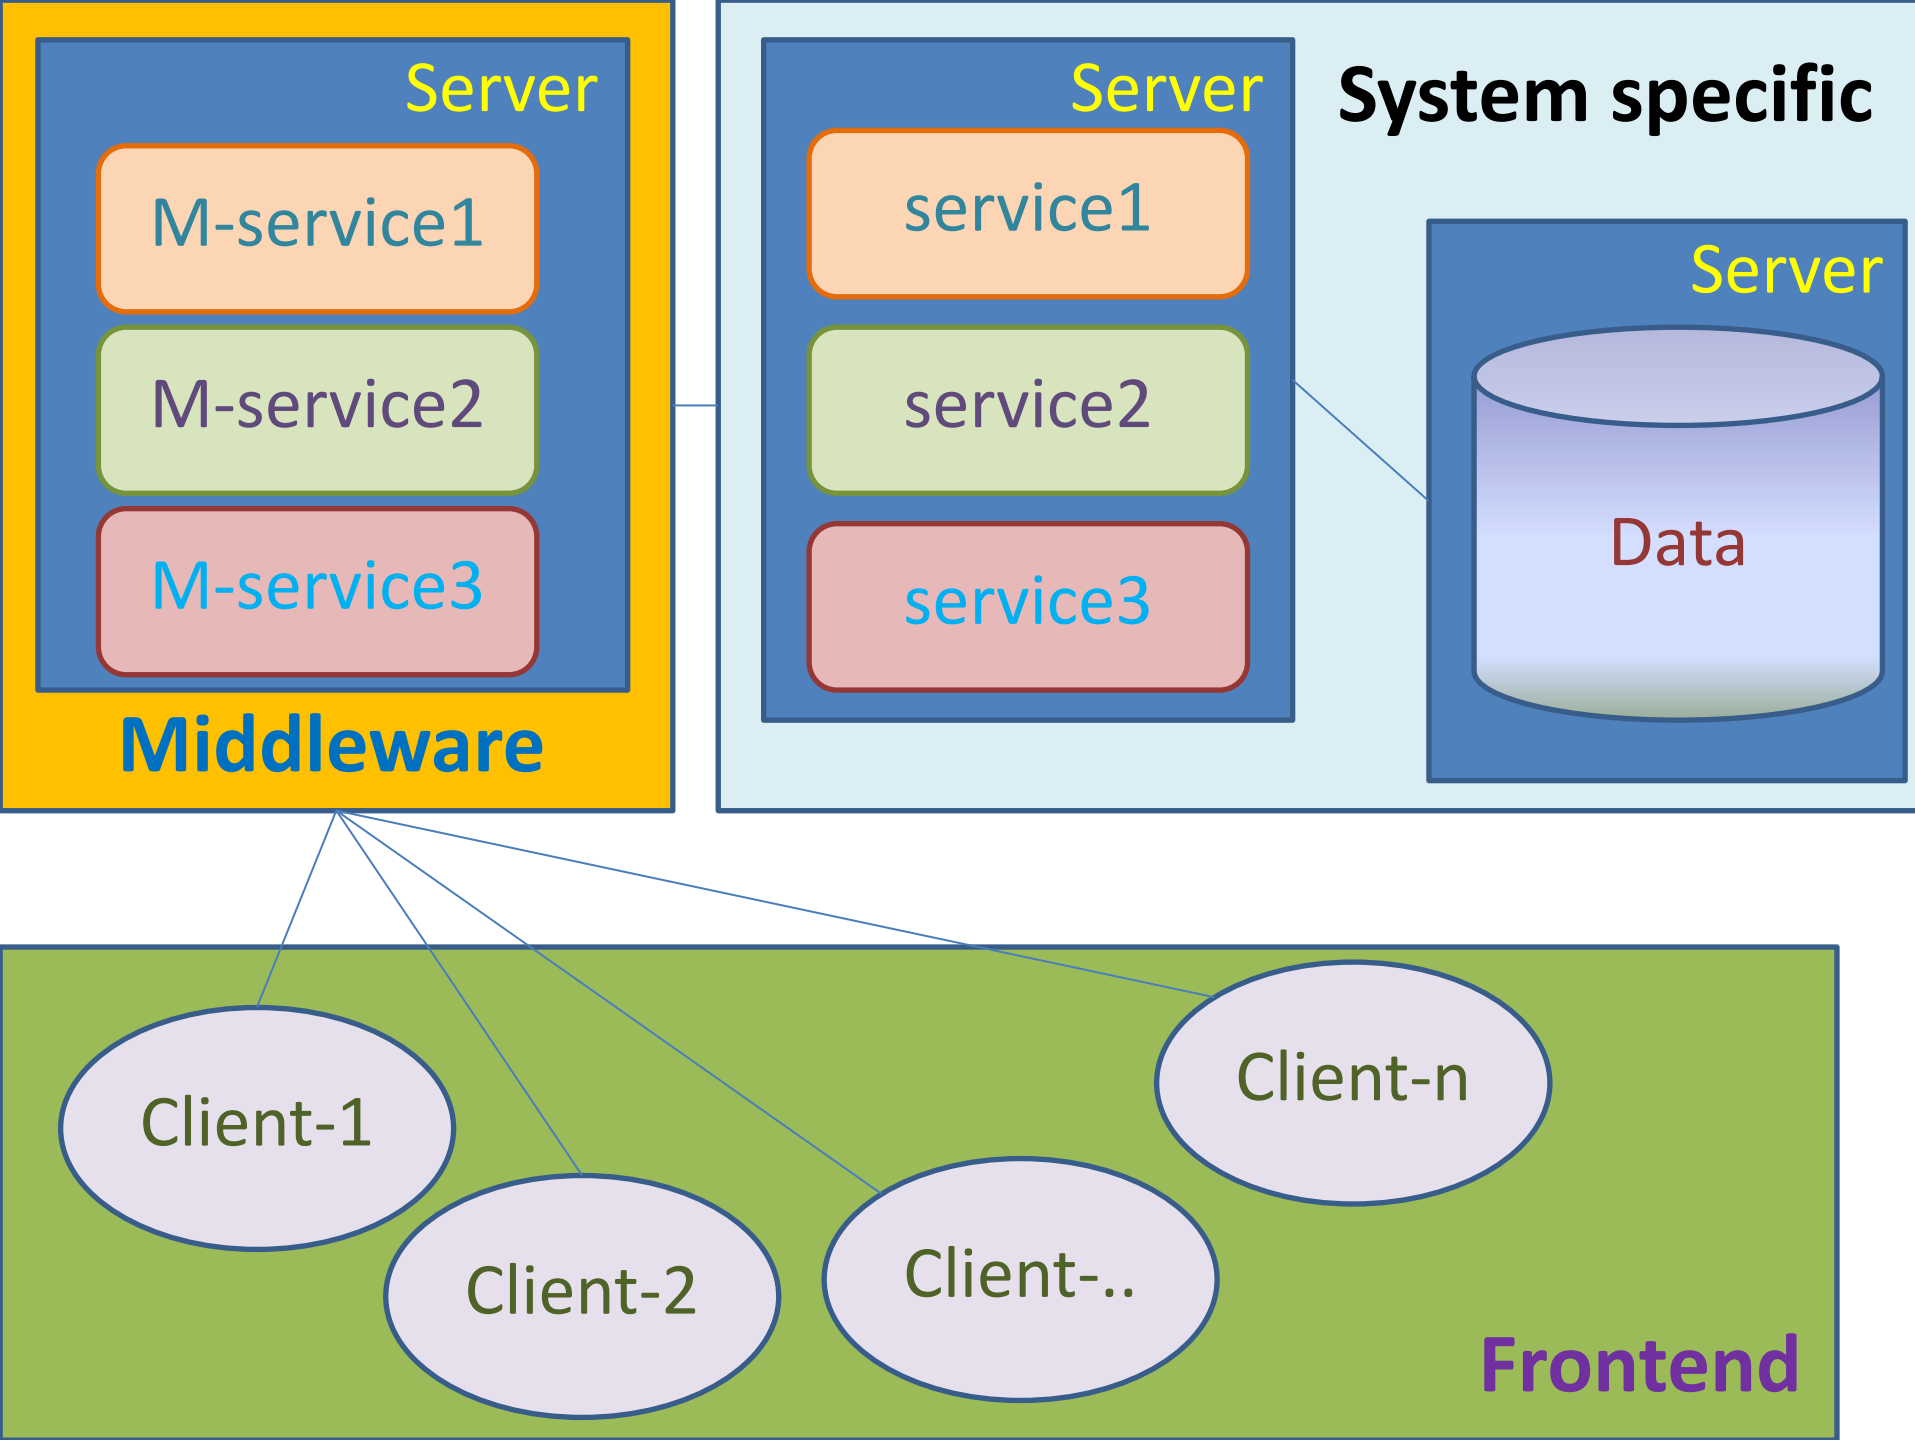 Server
M-service1
M-service2
M-service3
Middleware
Server
service1
service2
service3
System specific
Server
Data
Client-1
Client-2
Client-..
Client-n
Frontend